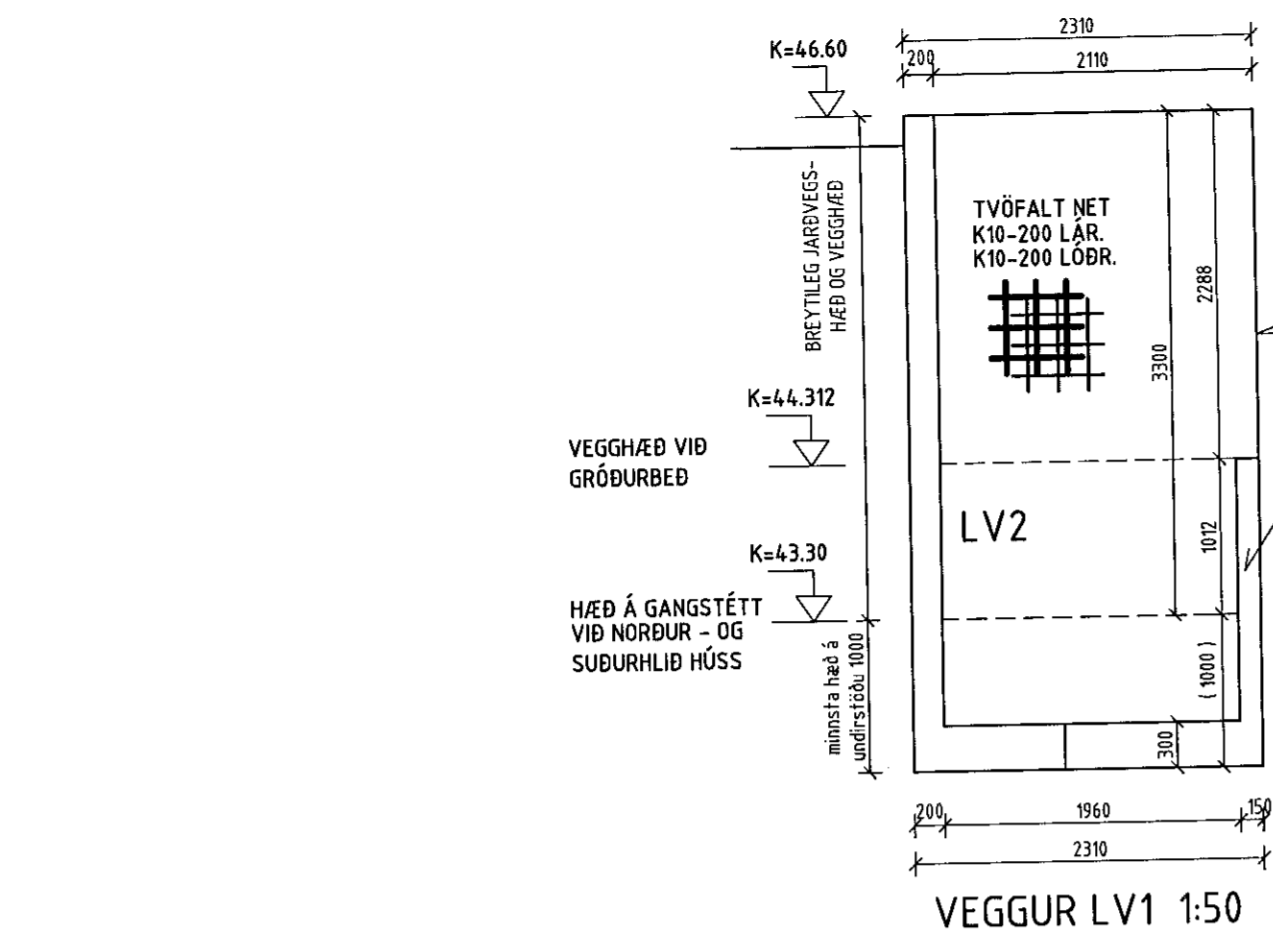 2310
K=46.60
200
2110
BREYTILEG JARÐVEGS-
HÆÐ OG VEGGHÆÐ
TVÖFALT NET
K10-200 LÁR.
K10-200 LÓÐR.
2288
3300
K=44.312
VEGGHÆÐ VIÐ
GRÓÐURBEÐ
LV2
1012
K=43.30
HÆÐ Á GANGSTÉTT
VIÐ NORÐUR - OG
SUÐURHLIÐ HÚSS
minnsta hæð á
undirstöðu 1000
( 1000 )
300
200
1960
150
2310
VEGGUR LV1 1:50